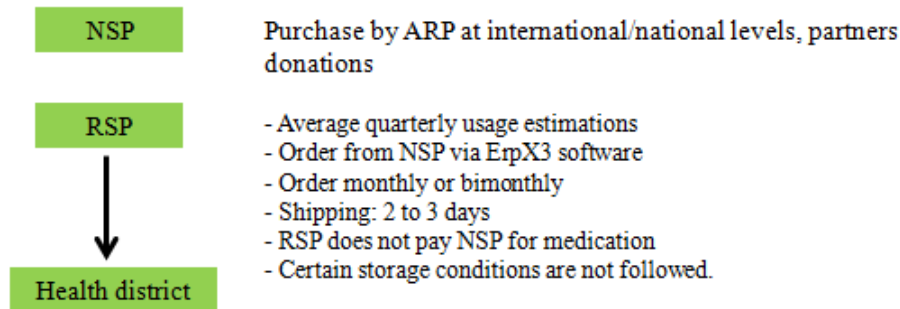 NSP
Purchase by ARP at international/national levels, partners
donations
RSP
- Average quarterly usage estimations
- Order from NSP via ErpX3 software
- Order monthly or bimonthly
- Shipping: 2 to 3 days
- RSP does not pay NSP for medication
- Certain storage conditions are not followed.
Health district